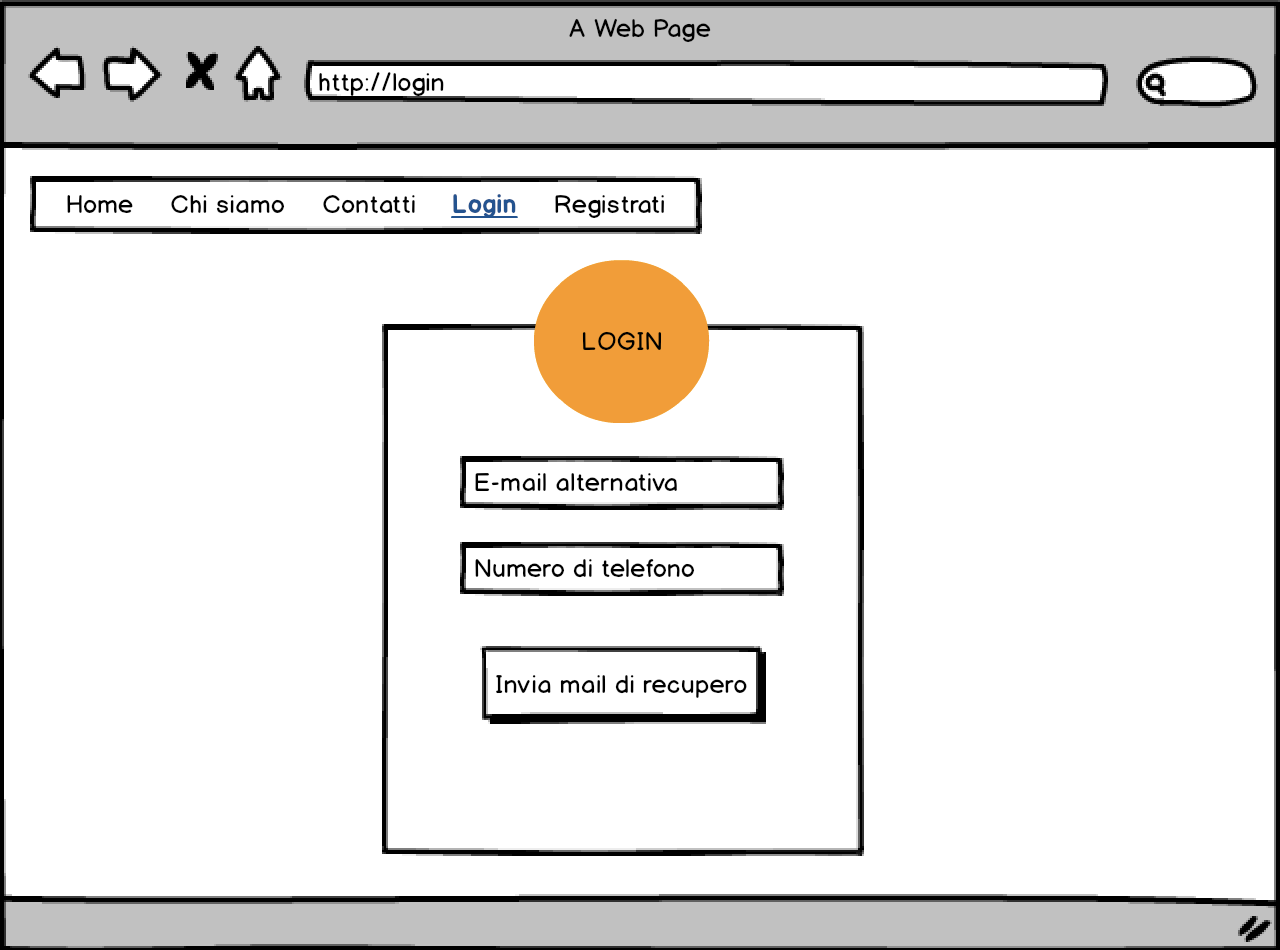 A Web Page
http://login
Home Chi siamo Contatti Login Registrati
LOGIN
E-mail alternativa
Numero di telefono
Invia mail di recupero